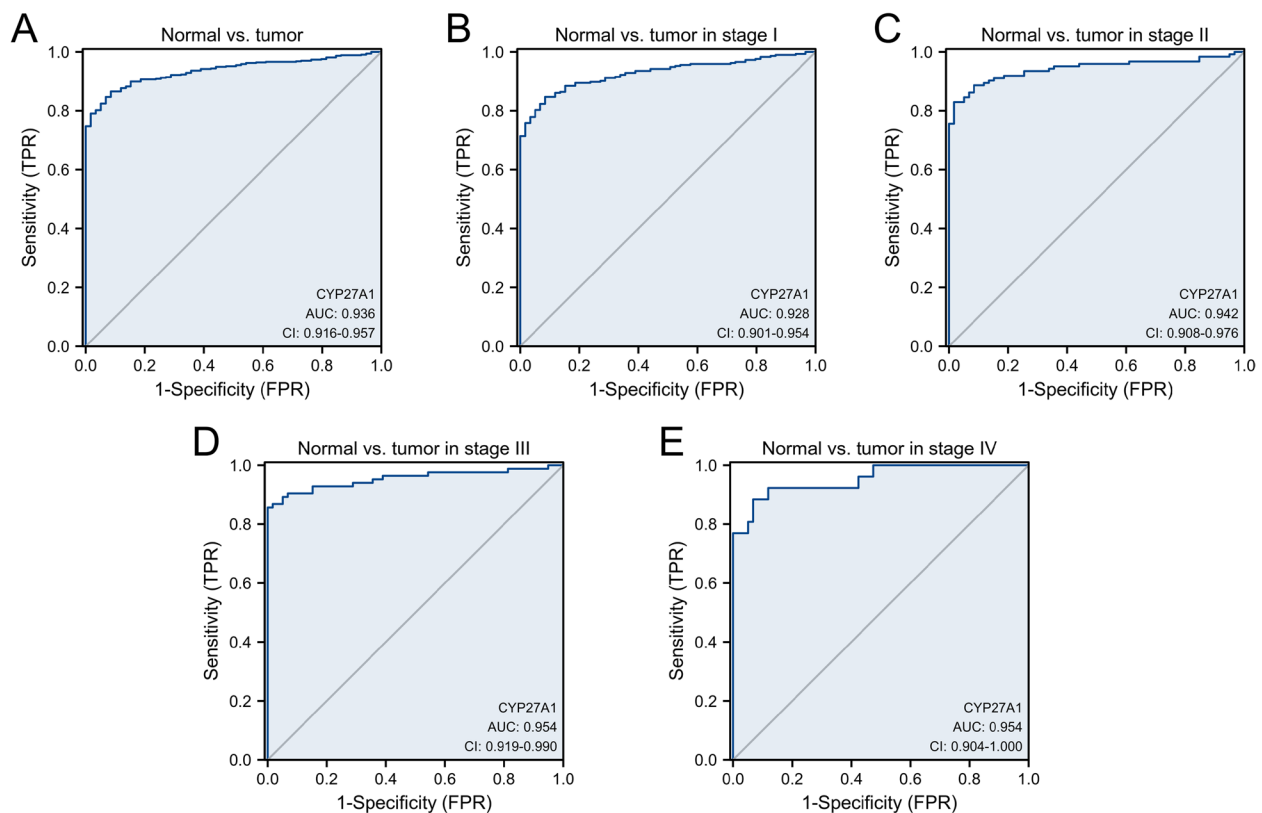 A
Normal vs. tumor
1.0
0.8
0.6
0.4
0.2
0.0
Sensitivity (TPR)
CYP27A1
AUC: 0.936
CI: 0.916-0.957
0.0 0.2 0.4 0.6 0.8 1.0
1-Specificity (FPR)
B
Normal vs. tumor in stage I
1.0
0.8
0.6
0.4
0.2
0.0
Sensitivity (TPR)
CYP27A1
AUC: 0.928
CI: 0.901-0.954
0.0 0.2 0.4 0.6 0.8 1.0
1-Specificity (FPR)
C
Normal vs. tumor in stage II
1.0
0.8
0.6
0.4
0.2
0.0
Sensitivity (TPR)
CYP27A1
AUC: 0.942
CI: 0.908-0.976
0.0 0.2 0.4 0.6 0.8 1.0
1-Specificity (FPR)
D
Normal vs. tumor in stage III
1.0
0.8
0.6
0.4
0.2
0.0
Sensitivity (TPR)
CYP27A1
AUC: 0.954
CI: 0.919-0.990
0.0 0.2 0.4 0.6 0.8 1.0
1-Specificity (FPR)
E
Normal vs. tumor in stage IV
1.0
0.8
0.6
0.4
0.2
0.0
Sensitivity (TPR)
CYP27A1
AUC: 0.954
CI: 0.904-1.000
0.0 0.2 0.4 0.6 0.8 1.0
1-Specificity (FPR)